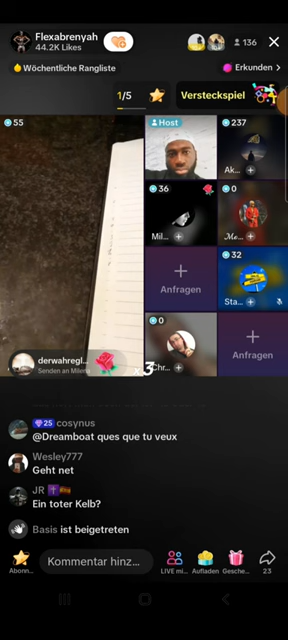 Flexabrenyah
44.2K Likes
136
Wöchentliche Rangliste
Erkunden
1/5
Versteckspiel
55
Host
237
Ak...
36
0
Mil...
Me...
32
Anfragen
Sta...
0
Anfragen
derwahregl...
Senden an Milena
x3
Chr...
25 cosynus
@Dreamboat ques que tu veux
Wesley777
Geht net
JR
Ein toter Kelb?
Basis ist beigetreten
Kommentar hinz...
Abonn...
LIVE mi...
Aufladen
Gesche...
23